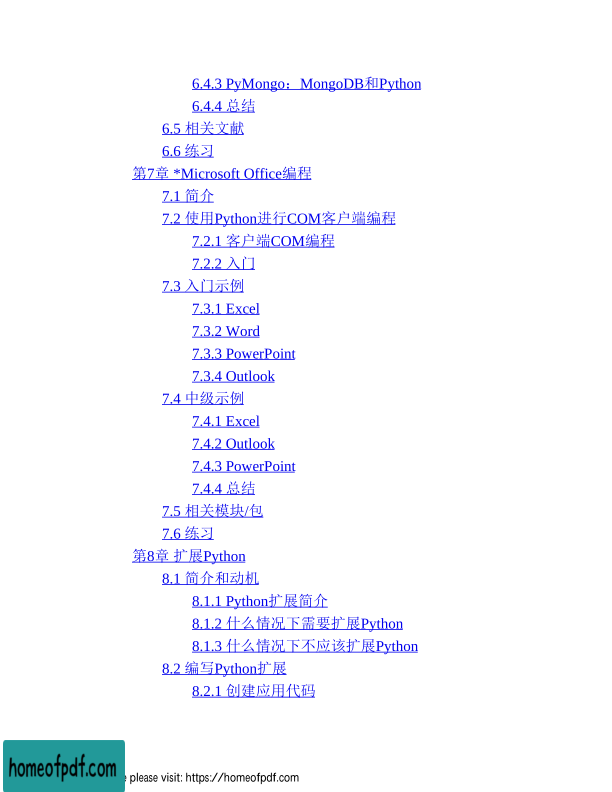 6.4.3 PyMongo：MongoDB和Python
6.4.4 总结
6.5 相关文献
6.6 练习
第7章 *Microsoft Office编程
7.1 简介
7.2 使用Python进行COM客户端编程
7.2.1 客户端COM编程
7.2.2 入门
7.3 入门示例
7.3.1 Excel
7.3.2 Word
7.3.3 PowerPoint
7.3.4 Outlook
7.4 中级示例
7.4.1 Excel
7.4.2 Outlook
7.4.3 PowerPoint
7.4.4 总结
7.5 相关模块/包
7.6 练习
第8章 扩展Python
8.1 简介和动机
8.1.1 Python扩展简介
8.1.2 什么情况下需要扩展Python
8.1.3 什么情况下不应该扩展Python
8.2 编写Python扩展
8.2.1 创建应用代码
homeofpdf.com
please visit: https://homeofpdf.com